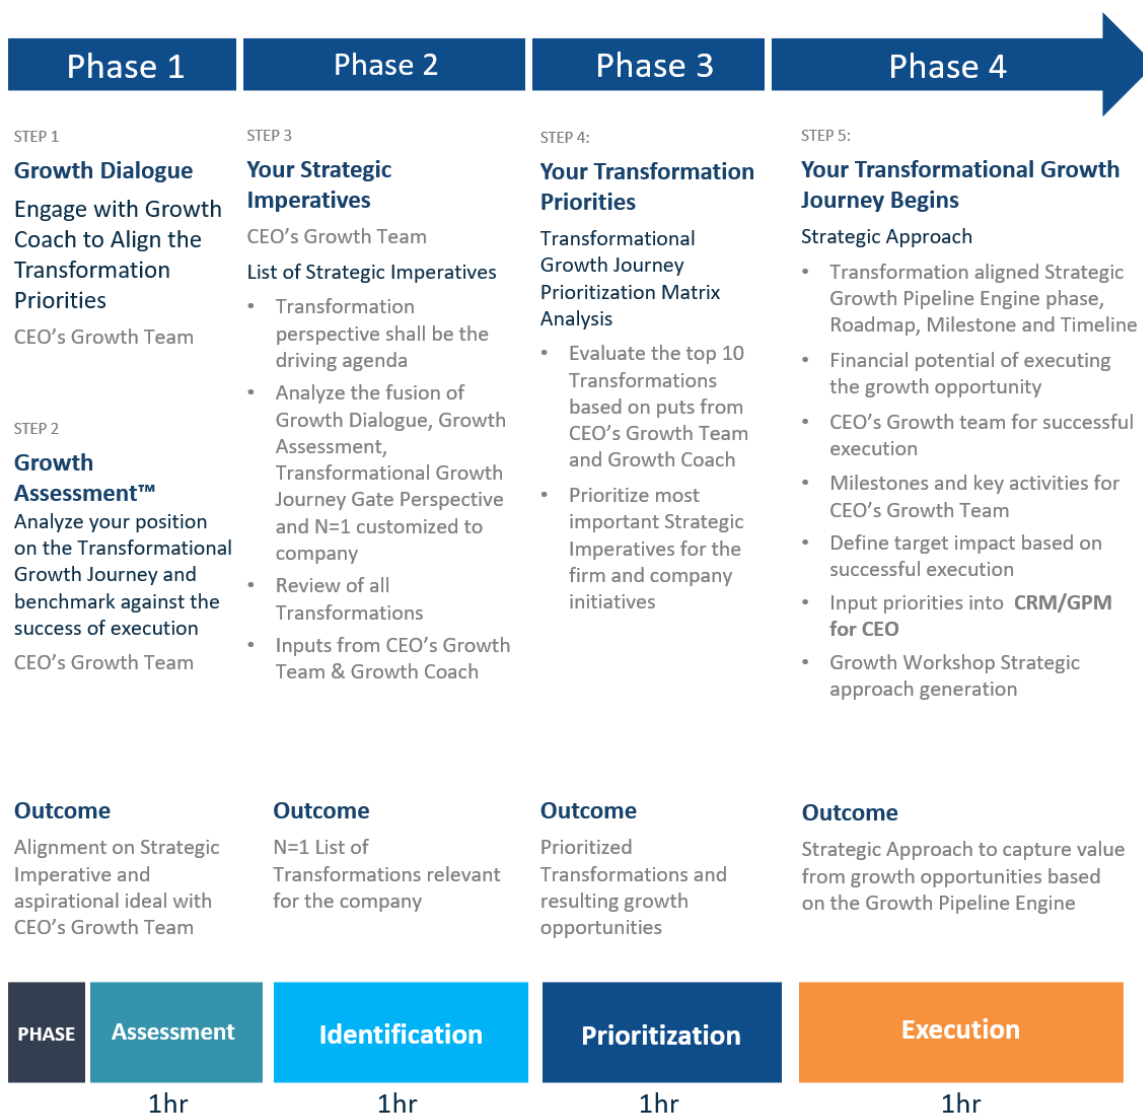 Phase 1
Phase 2
Phase 3
Phase 4
STEP 1
Growth Dialogue
Engage with Growth
Coach to Align the
Transformation
Priorities
CEO's Growth Team
STEP 2
Growth
Assessment™
Analyze your position
on the Transformational
Growth Journey and
benchmark against the
success of execution
CEO's Growth Team
STEP 3
Your Strategic
Imperatives
CEO's Growth Team
List of Strategic Imperatives
• Transformation
perspective shall be the
driving agenda
• Analyze the fusion of
Growth Dialogue, Growth
Assessment,
Transformational Growth
Journey Gate Perspective
and N=1 customized to
company
• Review of all
Transformations
• Inputs from CEO's Growth
Team & Growth Coach
STEP 4:
Your Transformation
Priorities
Transformational
Growth Journey
Prioritization Matrix
Analysis
• Evaluate the top 10
Transformations
based on puts from
CEO's Growth Team
and Growth Coach
• Prioritize most
important Strategic
Imperatives for the
firm and company
initiatives
STEP 5:
Your Transformational Growth
Journey Begins
Strategic Approach
• Transformation aligned Strategic
Growth Pipeline Engine phase,
Roadmap, Milestone and Timeline
• Financial potential of executing
the growth opportunity
• CEO's Growth team for successful
execution
• Milestones and key activities for
CEO's Growth Team
• Define target impact based on
successful execution
• Input priorities into CRM/GPM
for CEO
• Growth Workshop Strategic
approach generation
Outcome
Alignment on Strategic
Imperative and
aspirational ideal with
CEO's Growth Team
Outcome
N=1 List of
Transformations relevant
for the company
Outcome
Prioritized
Transformations and
resulting growth
opportunities
Outcome
Strategic Approach to capture value
from growth opportunities based
on the Growth Pipeline Engine
PHASE
Assessment
Identification
Prioritization
Execution
1hr
1hr
1hr
1hr